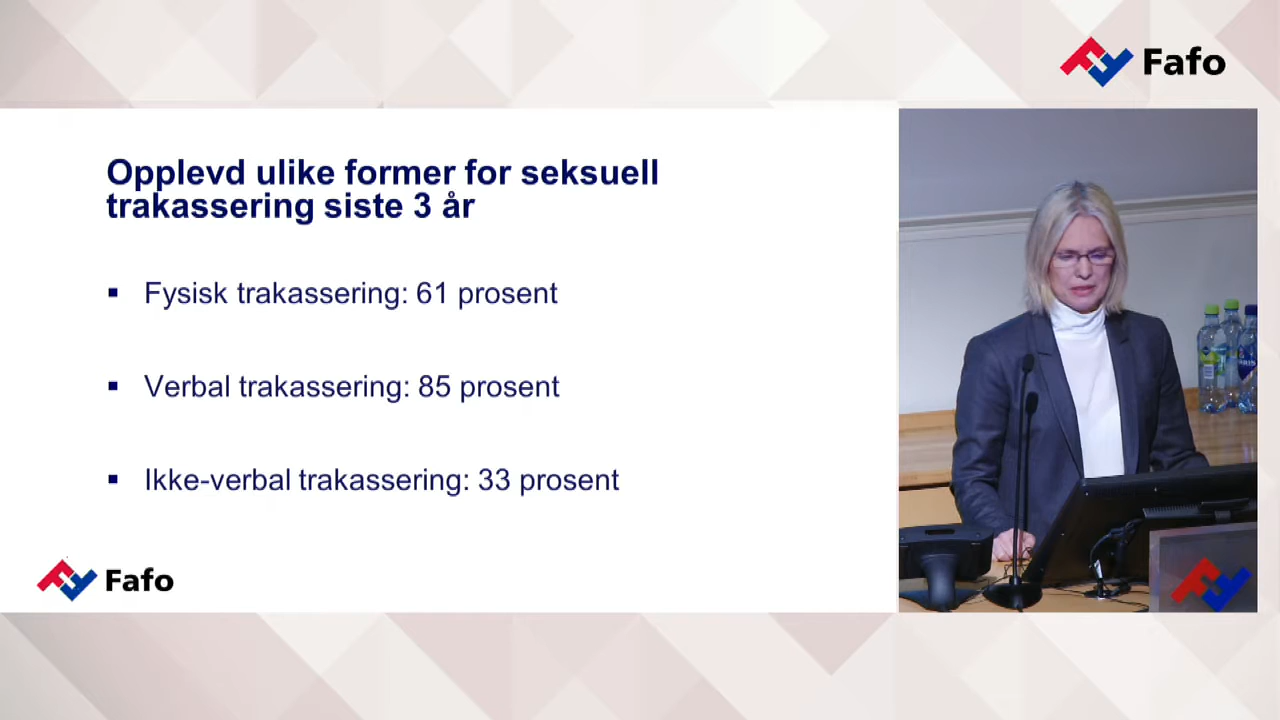 Fafo
Opplevd ulike former for seksuell
trakassering siste 3 år
▪ Fysisk trakassering: 61 prosent
▪ Verbal trakassering: 85 prosent
▪ Ikke-verbal trakassering: 33 prosent
Fafo